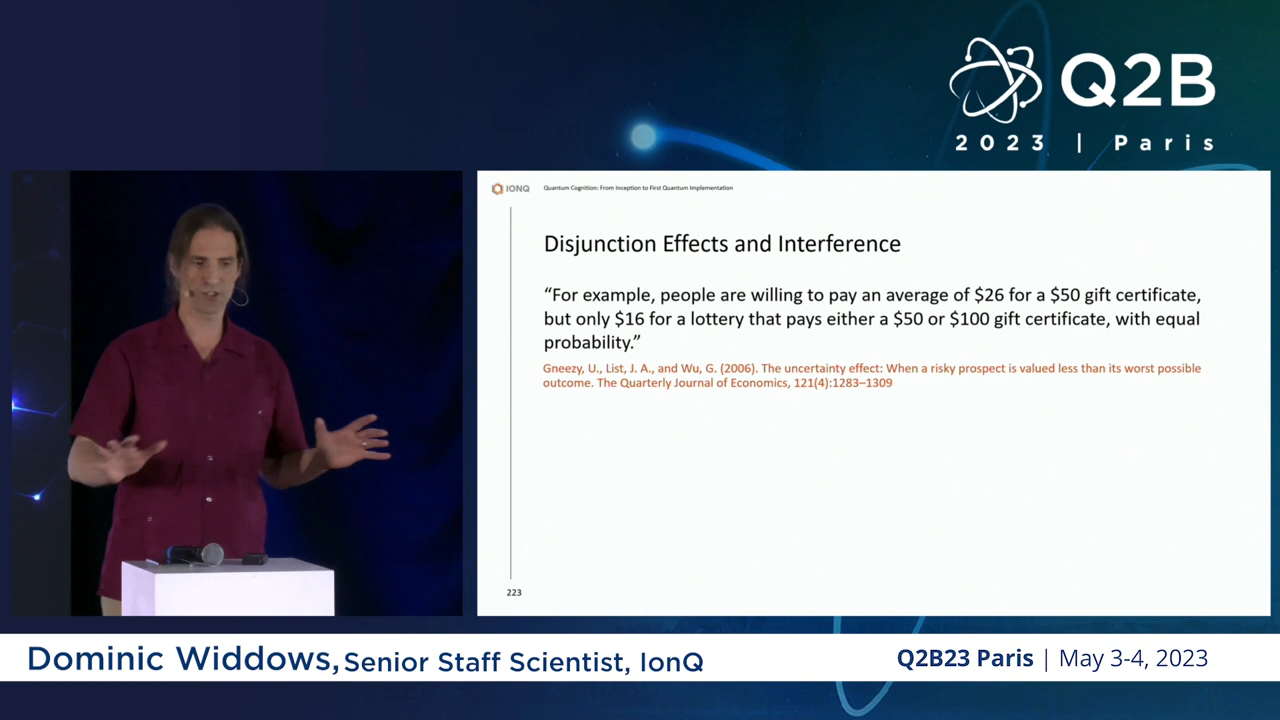 Q2B
2023 | Paris
IONQ
Quantum Cognition: From Inception to First Quantum Implementation
Disjunction Effects and Interference
“For example, people are willing to pay an average of $26 for a $50 gift certificate,
but only $16 for a lottery that pays either a $50 or $100 gift certificate, with equal
probability.”
Gneezy, U., List, J. A., and Wu, G. (2006). The uncertainty effect: When a risky prospect is valued less than its worst possible
outcome. The Quarterly Journal of Economics, 121(4):1283–1309
223
Dominic Widdows, Senior Staff Scientist, IonQ
Q2B23 Paris | May 3-4, 2023